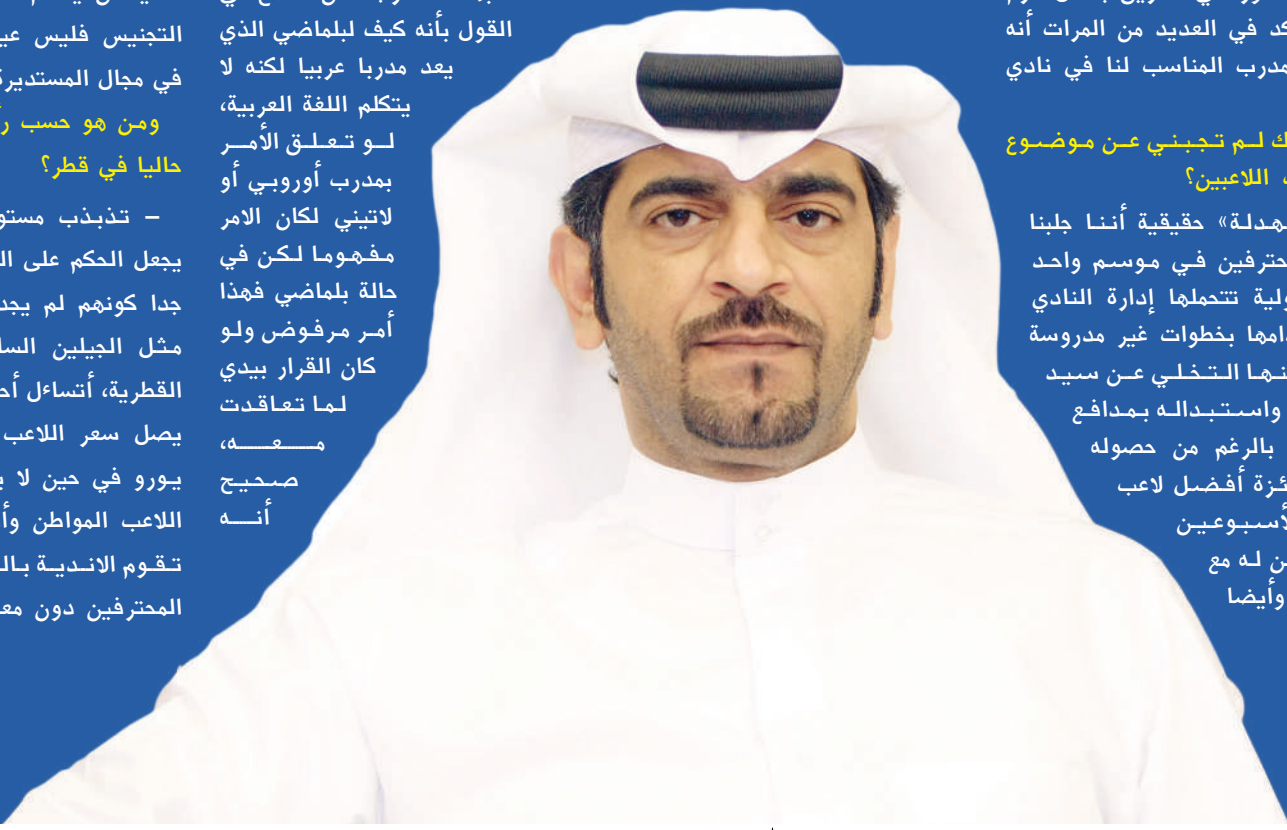 كد في العديد من المرات أنه
مدرب المناسب لنا في نادي
ك لم تجبني عن موضوع
اللاعبين؟
هدلة» حقيقية أننا جلبنا
حترفين في موسم واحد
ولية تتحملها إدارة النادي
دامها بخطوات غير مدروسة
نها التخلي عن سيد
واستبداله بمدافع
بالرغم من حصوله
ئزة أفضل لاعب
لأسبوعين
ن له مع
وأيضا
القول بأنه كيف لبلماضي الذي
يعد مدربا عربيا لكنه لا
يتكلم اللغة العربية،
لو تعلق الأمر
بمدرب أوروبي أو
لاتيني لكان الامر
مفهوما لكن في
حالة بلماضي فهذا
أمر مرفوض ولو
كان القرار بيدي
لما تعاقدت
معه،
صحيح
أنه
التجنيس فليس عي
في مجال المستديرة
ومن هو حسب ر
حاليا في قطر؟
– تذبذب مستو
يجعل الحكم على ال
جدا كونهم لم يجد
مثل الجيلين السا
القطرية، أتساءل أح
يصل سعر اللاعب
يورو في حين لا ي
اللاعب المواطن وأ
تقوم الاندية بال
المحترفين دون مع